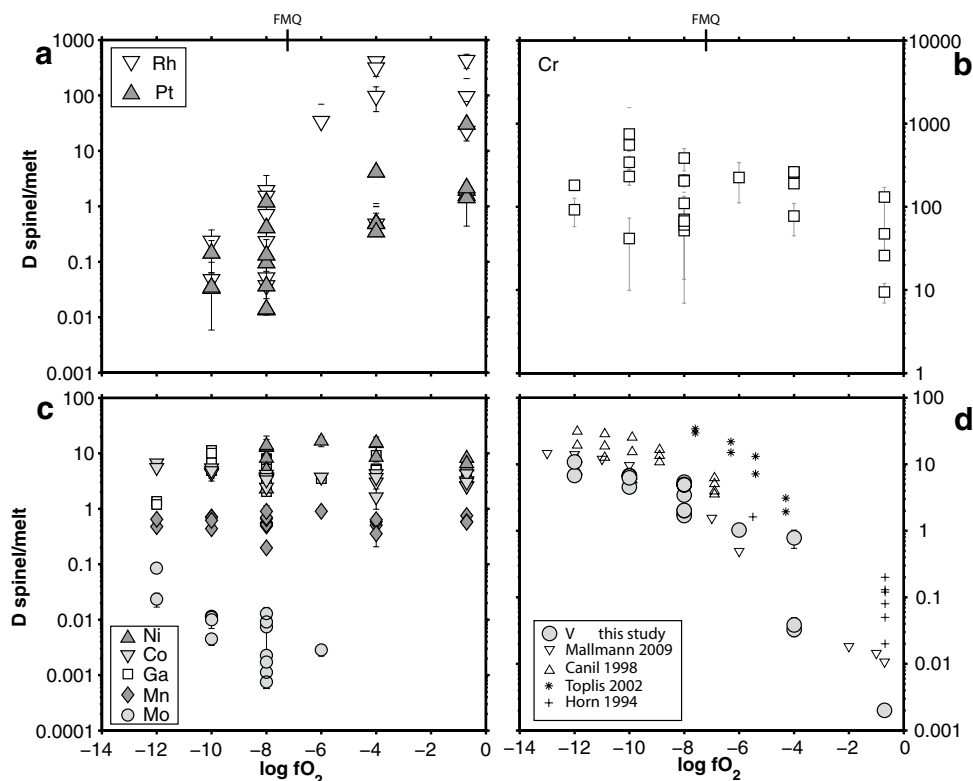 FMQ
FMQ
a
Rh
Pt
1000
100
10
1
0.1
0.01
0.001
D spinel/melt
b
Cr
10000
1000
100
10
1
c
100
10
1
0.1
0.01
0.001
0.0001
D spinel/melt
Ni
Co
Ga
Mn
Mo
−14 −12 −10 −8 −6 −4 −2 0
log fO2
d
V this study
Mallmann 2009
Canil 1998
Toplis 2002
Horn 1994
100
10
1
0.1
0.01
0.001
−14 −12 −10 −8 −6 −4 −2 0
log fO2